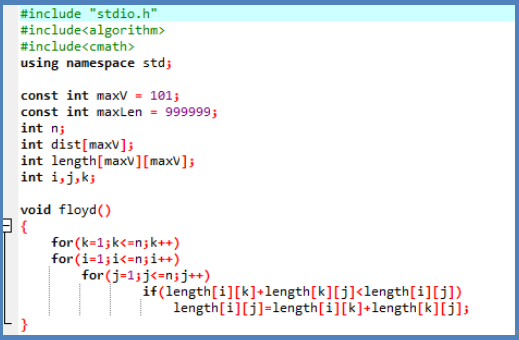 #include "stdio.h"
#include<algorithm>
#include<cmath>
using namespace std;
const int maxV = 101;
const int maxLen = 999999;
int n;
int dist[maxV];
int length[maxV][maxV];
int i,j,k;
void floyd()
{
for(k=1;k<=n;k++)
for(i=1;i<=n;i++)
for(j=1;j<=n;j++)
if(length[i][k]+length[k][j]<length[i][j])
length[i][j]=length[i][k]+length[k][j];
}